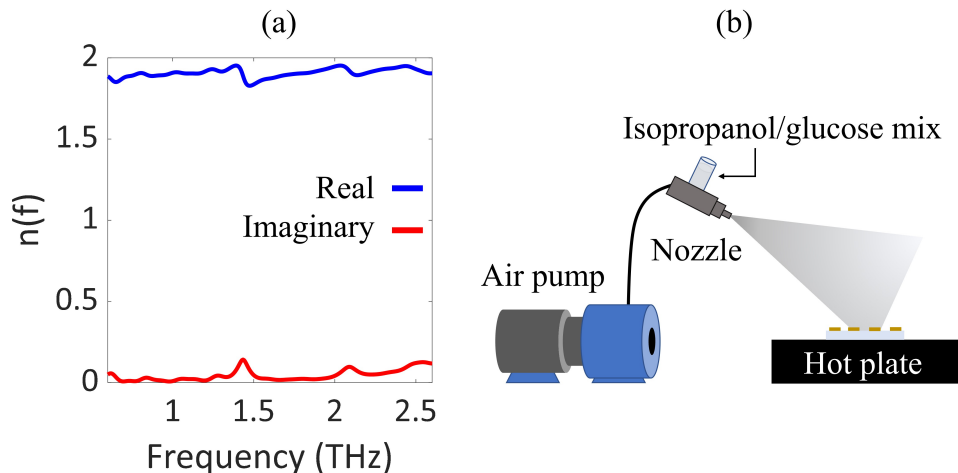 (a)
2
1.5
1
0.5
0
n(f)
Real
Imaginary
1
1.5
2
2.5
Frequency (THz)
(b)
Isopropanol/glucose mix
Nozzle
Air pump
Hot plate